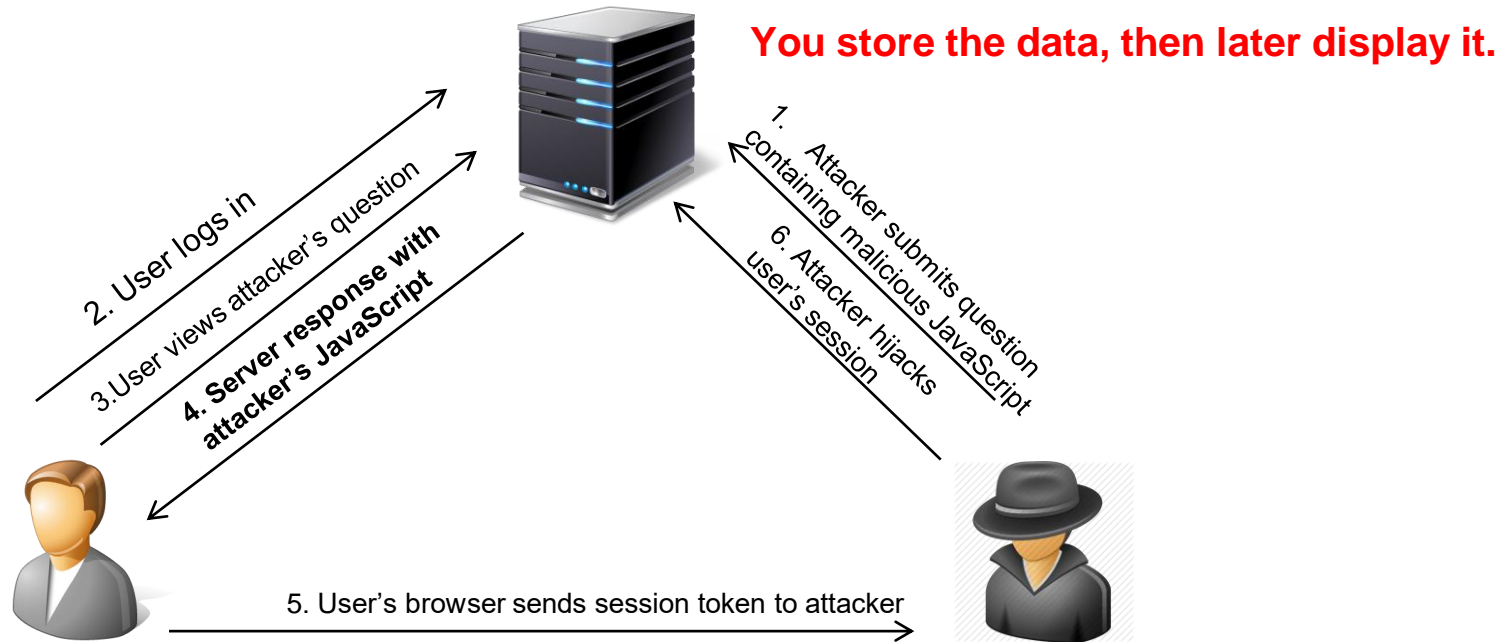 You store the data, then later display it.
1. Attacker submits question
containing malicious JavaScript
2. User logs in
3.User views attacker's question
4. Server response with
attacker's JavaScript
5. User's browser sends session token to attacker
6. Attacker hijacks
user's session